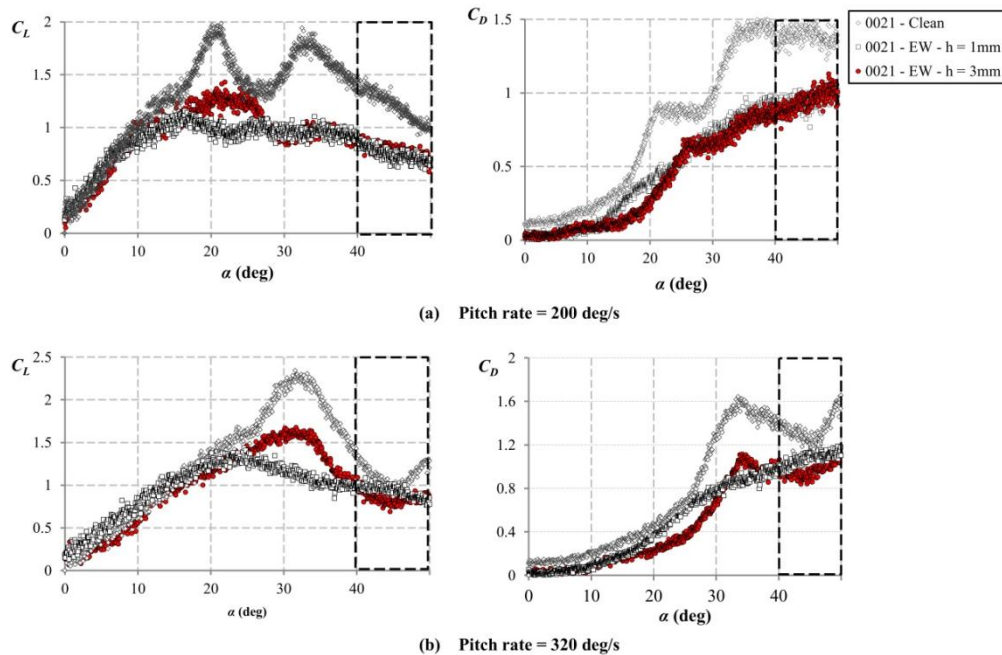 C_L 2 1.5 1 0.5 0
0 10 20 30 40
α (deg)
C_D 1.5 1 0.5 0
0 10 20 30 40 50
α (deg)
0021 - Clean
0021 - EW - h = 1mm
0021 - EW - h = 3mm
(a) Pitch rate = 200 deg/s
C_L 2.5 2 1.5 1 0.5 0
0 10 20 30 40 50
α (deg)
C_D 2 1.6 1.2 0.8 0.4 0
0 10 20 30 40 50
α (deg)
(b) Pitch rate = 320 deg/s